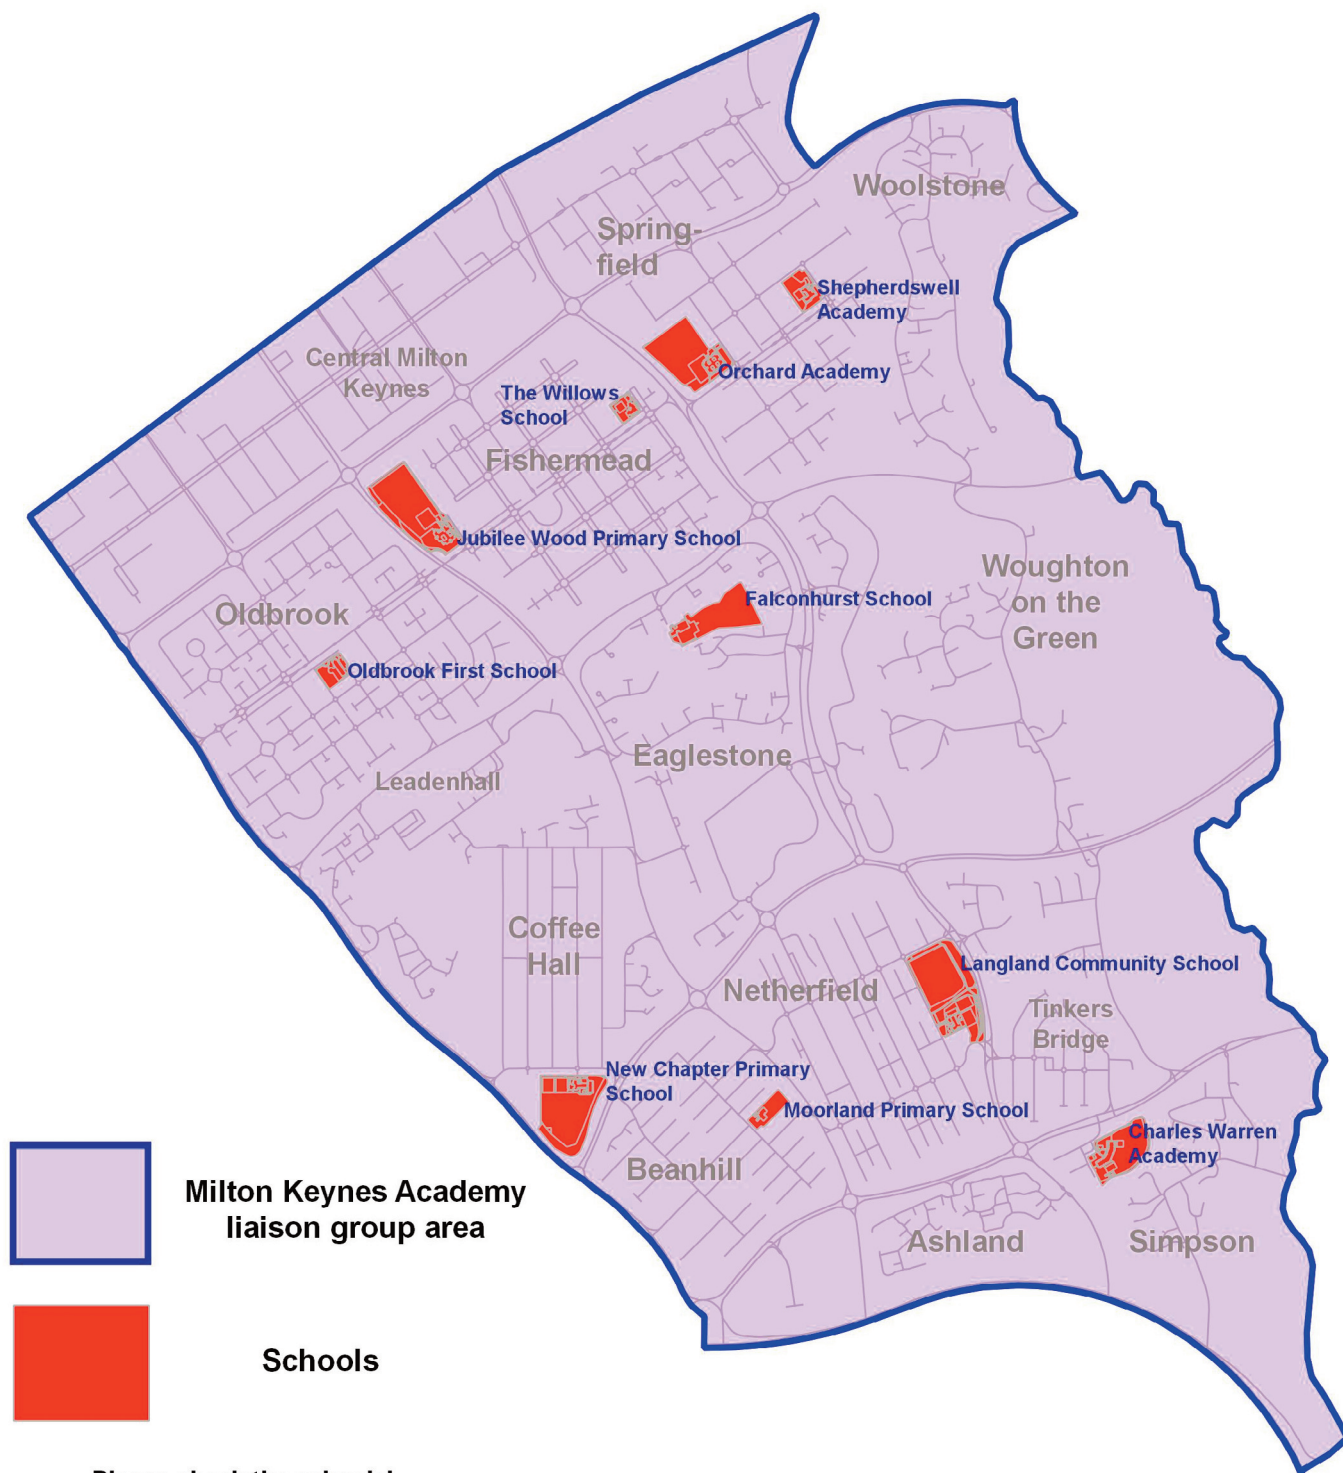 Woolstone
Spring-
field
Shepherdswell
Academy
Central Milton
Keynes
Orchard Academy
The Willows
School
Fishermead
Jubilee Wood Primary School
Woughton
on the
Green
Falconhurst School
Oldbrook
Oldbrook First School
Eaglestone
Leadenhall
Coffee
Hall
Langland Community School
Netherfield
Tinkers
Bridge
New Chapter Primary
School
Moorland Primary School
Charles Warren
Academy
Beanhill
Milton Keynes Academy
liaison group area
Ashland
Simpson
Schools